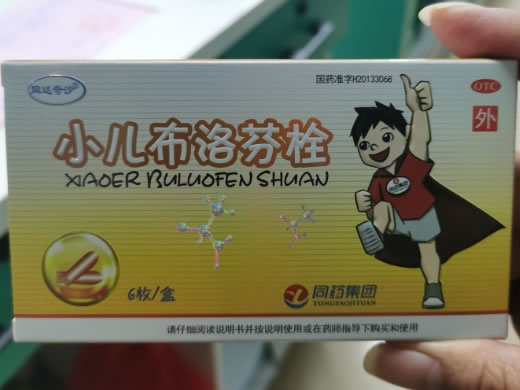 国药准字H20133068
OTC
外
小儿布洛芬栓
XIAOER BULUOFEN SHUAN
6枚/盒
同药集团
TONGYAOJITUAN
请仔细阅读说明书并按说明使用或在药师指导下购买和使用